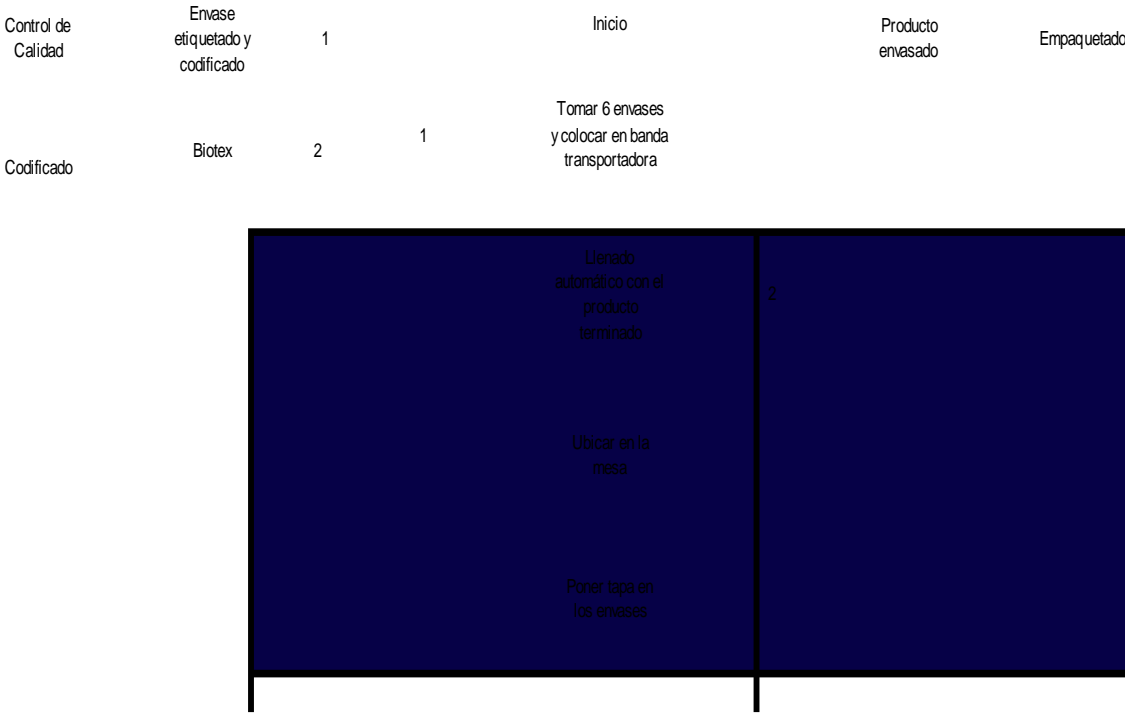 Control de
Calidad
Envase
etiquetado y
codificado
1
Inicio
Producto
envasado
Empaquetado
Codificado
Biotex
2
1
Tomar 6 envases
y colocar en banda
transportadora
Llenado
automático con el
producto
terminado
2
Ubicar en la
mesa
Poner tapa en
los envases